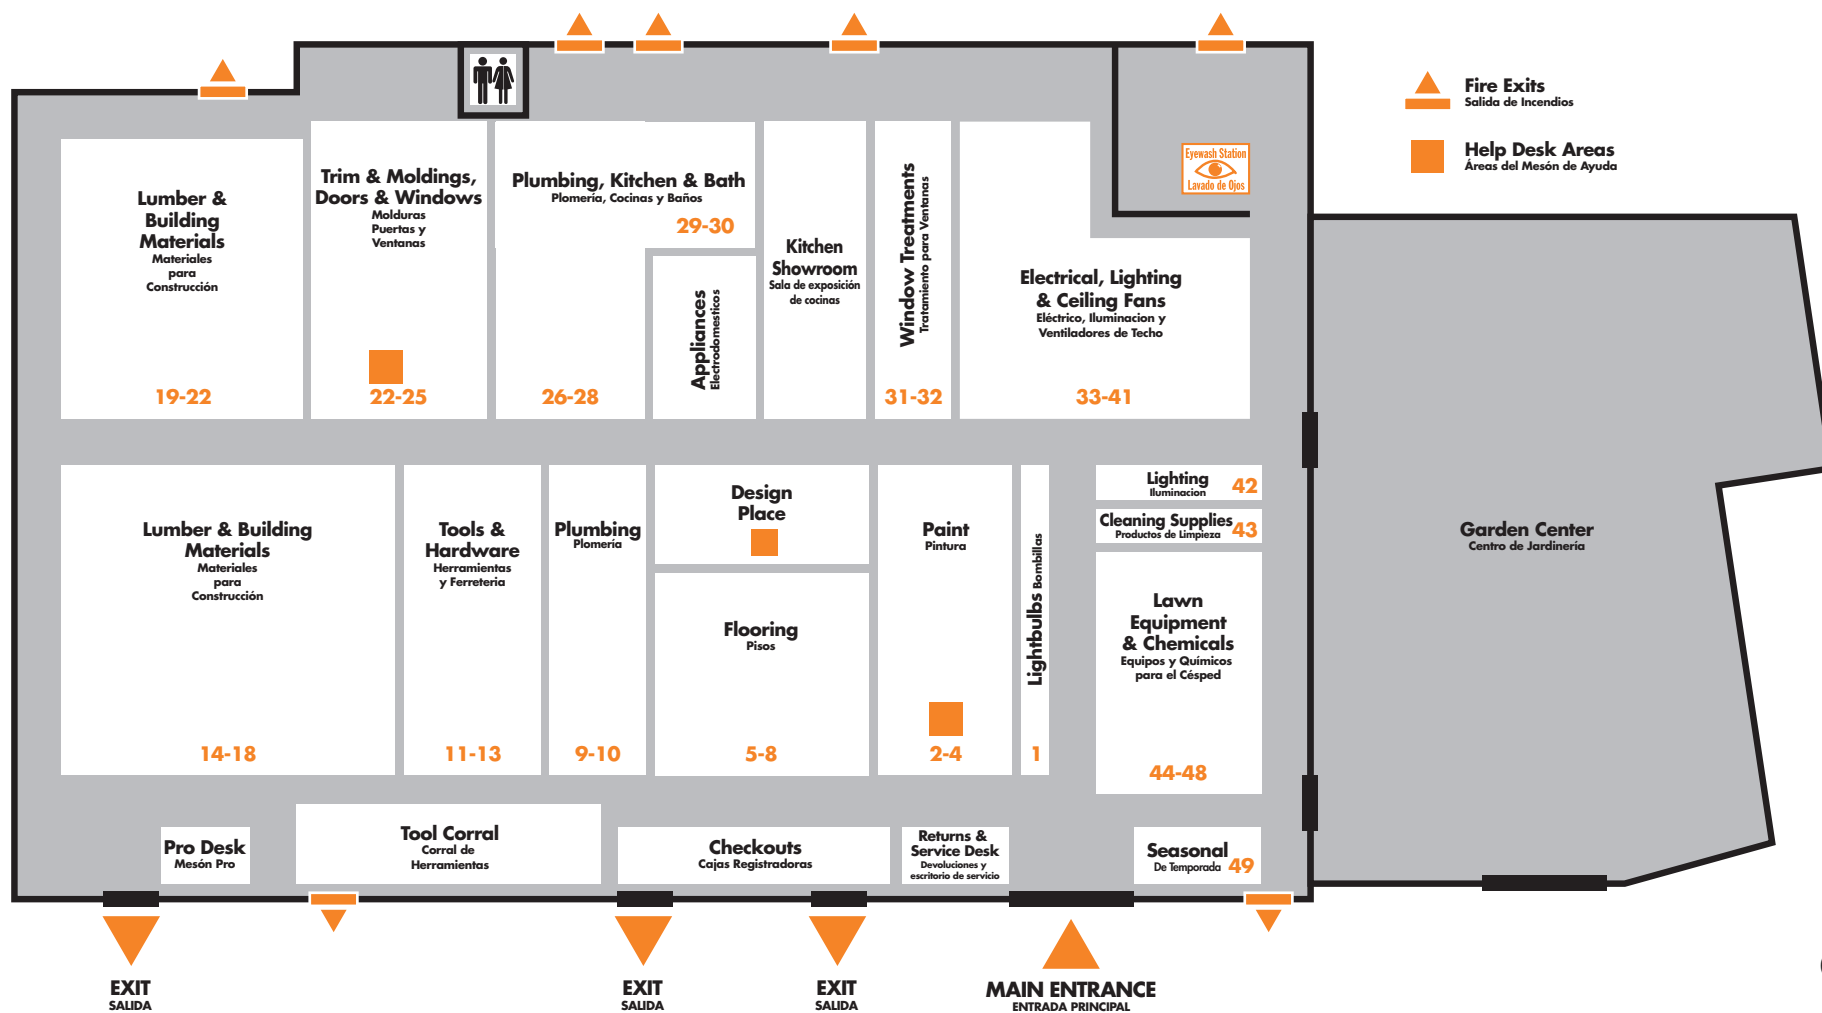 Fire Exits
Salida de Incendios
Help Desk Areas
Áreas del Mesón de Ayuda
Eyewash Station
Lavado de Ojos
Lumber &
Building
Materials
Materiales
para
Construcción
19-22
Trim & Moldings,
Doors & Windows
Molduras
Puertas y
Ventanas
22-25
Plumbing, Kitchen & Bath
Plomería, Cocinas y Baños
29-30
26-28
Appliances
Electrodomesticos
Kitchen
Showroom
Sala de exposición
de cocinas
Window Treatments
Tratamiento para Ventanas
31-32
Electrical, Lighting
& Ceiling Fans
Eléctrico, Iluminacion y
Ventiladores de Techo
33-41
Lumber & Building
Materials
Materiales
para
Construcción
14-18
Tools &
Hardware
Herramientas
y Ferreteria
11-13
Plumbing
Plomería
9-10
Design
Place
Flooring
Pisos
5-8
Paint
Pintura
2-4
Lightbulbs Bombillas
1
Lighting 42
Iluminacion
Cleaning Supplies 43
Productos de Limpieza
Lawn
Equipment
& Chemicals
Equipos y Químicos
para el Césped
44-48
Garden Center
Centro de Jardinería
Pro Desk
Mesón Pro
Tool Corral
Corral de
Herramientas
Checkouts
Cajas Registradoras
Returns &
Service Desk
Devoluciones y
escritorio de servicio
Seasonal
De Temporada 49
EXIT
SALIDA
EXIT
SALIDA
EXIT
SALIDA
MAIN ENTRANCE
ENTRADA PRINCIPAL